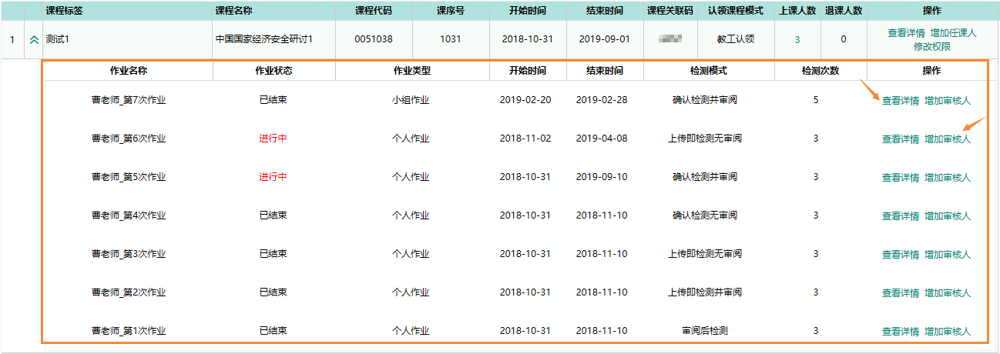 课程标签 课程名称 课程代码 课序号 开始时间 结束时间 课程关联码 认领课程模式 上课人数 退课人数 操作
1 测试1 中国国家经济安全研讨1 0051038 1031 2018-10-31 2019-09-01 教工认领 3 0 查看详情 增加任课人
修改权限
作业名称 作业状态 作业类型 开始时间 结束时间 检测模式 检测次数 操作
曹老师_第7次作业 已结束 小组作业 2019-02-20 2019-02-28 确认检测并审阅 5 查看详情 增加审核人
曹老师_第6次作业 进行中 个人作业 2018-11-02 2019-04-08 上传即检测无审阅 3 查看详情 增加审核人
曹老师_第5次作业 进行中 个人作业 2018-10-31 2019-09-10 确认检测并审阅 3 查看详情 增加审核人
曹老师_第4次作业 已结束 个人作业 2018-10-31 2018-11-10 确认检测无审阅 3 查看详情 增加审核人
曹老师_第3次作业 已结束 个人作业 2018-10-31 2018-11-10 上传即检测无审阅 3 查看详情 增加审核人
曹老师_第2次作业 已结束 个人作业 2018-10-31 2018-11-10 上传即检测并审阅 3 查看详情 增加审核人
曹老师_第1次作业 已结束 个人作业 2018-10-31 2018-11-10 审阅后检测 3 查看详情 增加审核人